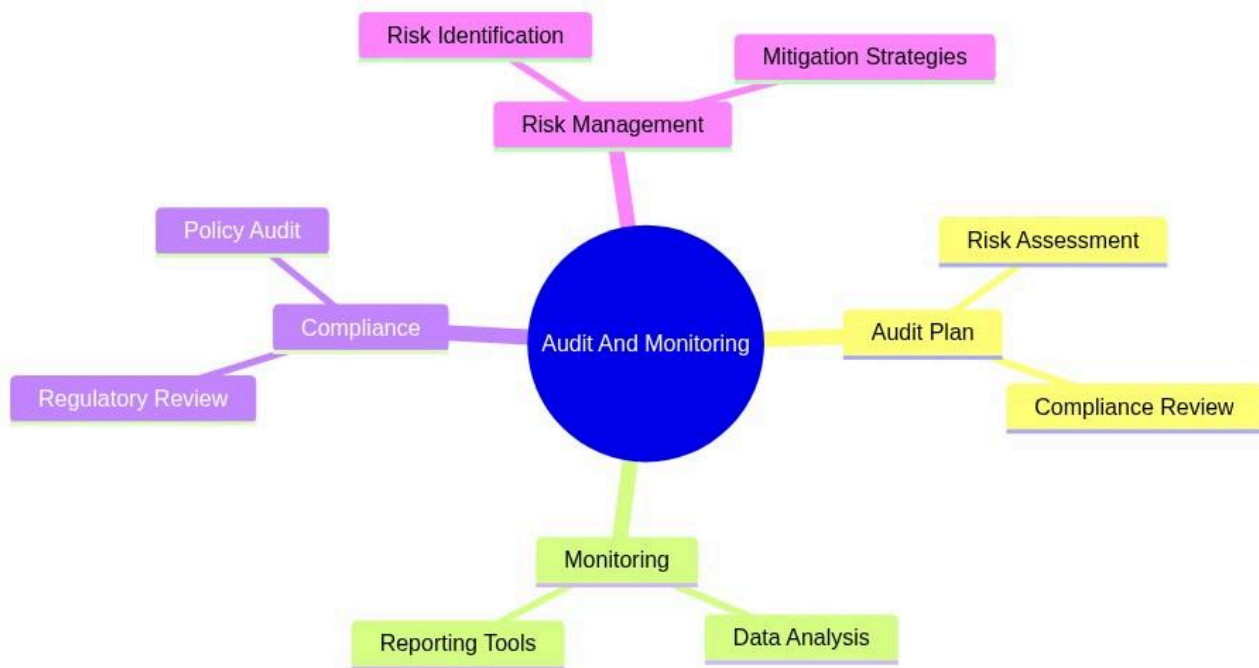 Risk Identification
Mitigation Strategies
Risk Management
Policy Audit
Risk Assessment
Compliance
Audit And Monitoring
Audit Plan
Regulatory Review
Compliance Review
Monitoring
Reporting Tools
Data Analysis